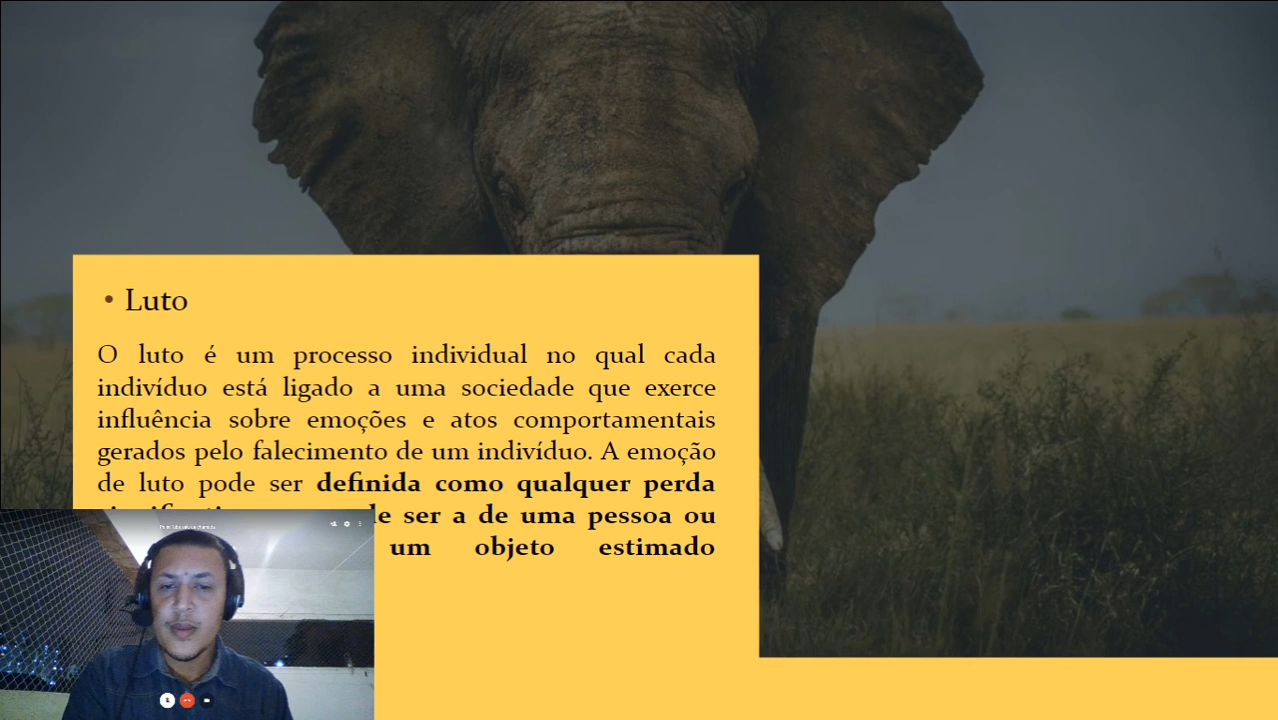 • Luto
O luto é um processo individual no qual cada
indivíduo está ligado a uma sociedade que exerce
influência sobre emoções e atos comportamentais
gerados pelo falecimento de um indivíduo. A emoção
de luto pode ser definida como qualquer perda
ser a de uma pessoa ou
um objeto estimado